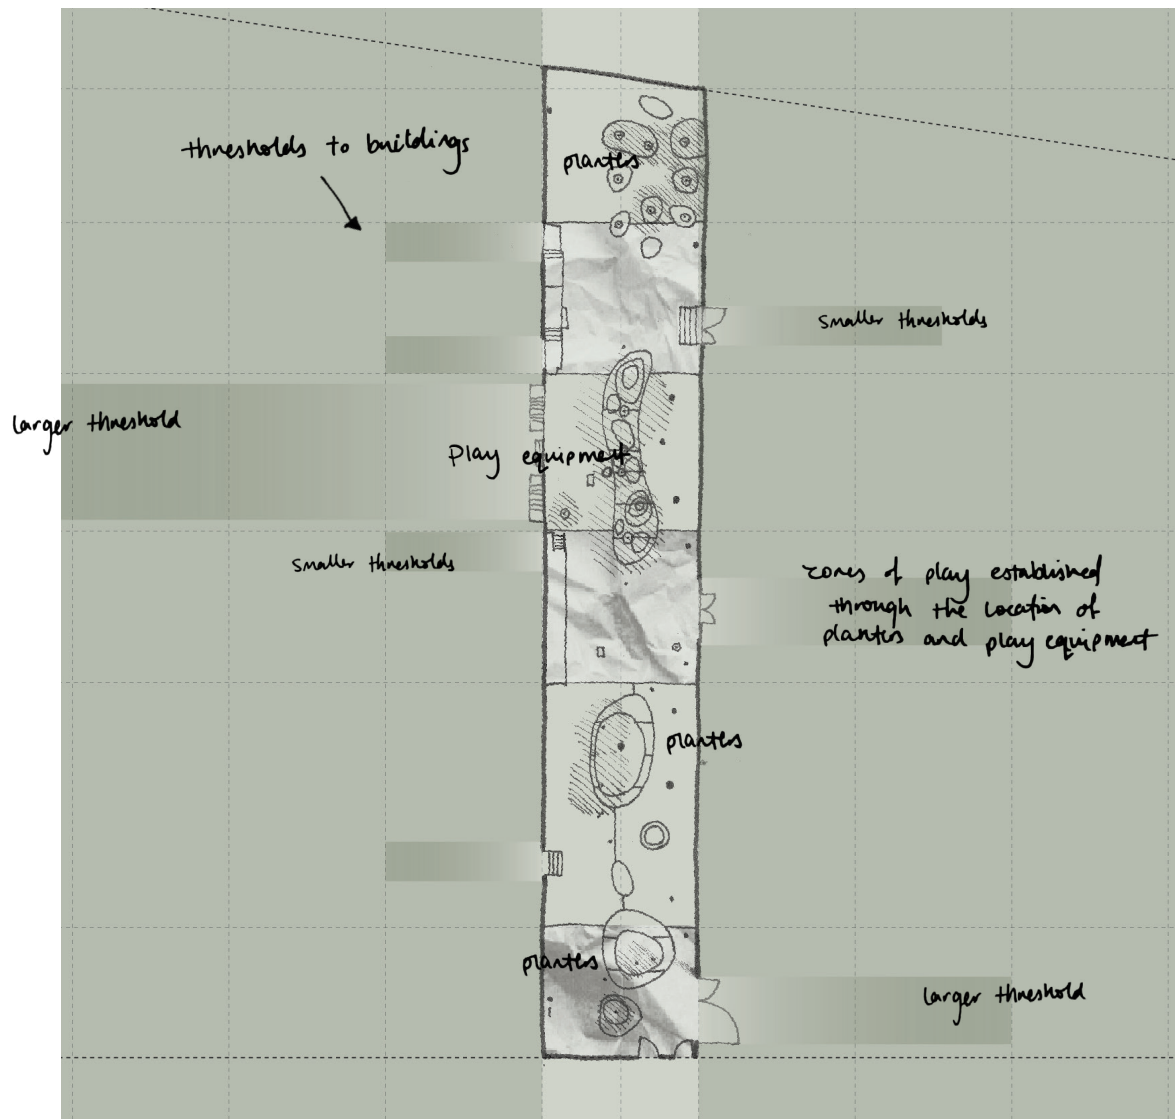 thresholds to buildings
planters
smaller thresholds
larger threshold
Play equipment
smaller thresholds
zones of play established
through the location of
planters and play equipment
planters
planters
larger threshold